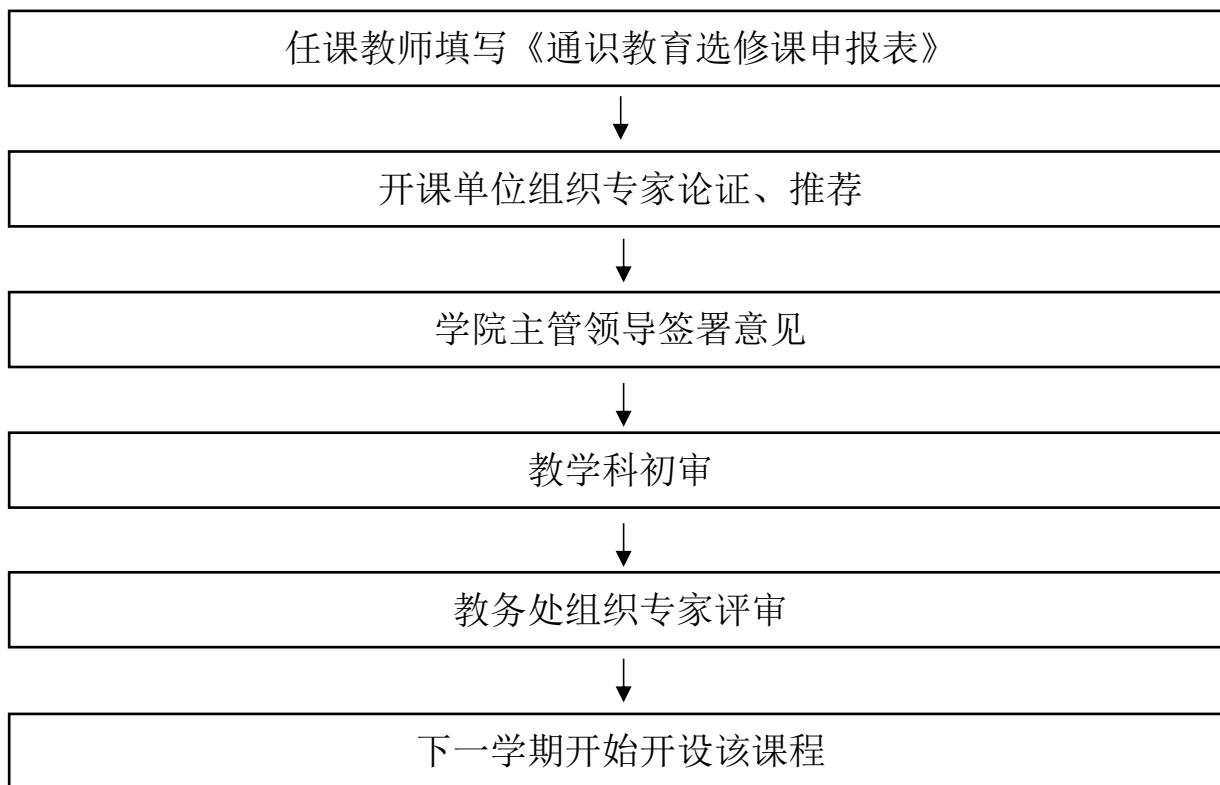 任课教师填写《通识教育选修课申报表》
开课单位组织专家论证、推荐
学院主管领导签署意见
教学科初审
教务处组织专家评审
下一学期开始开设该课程